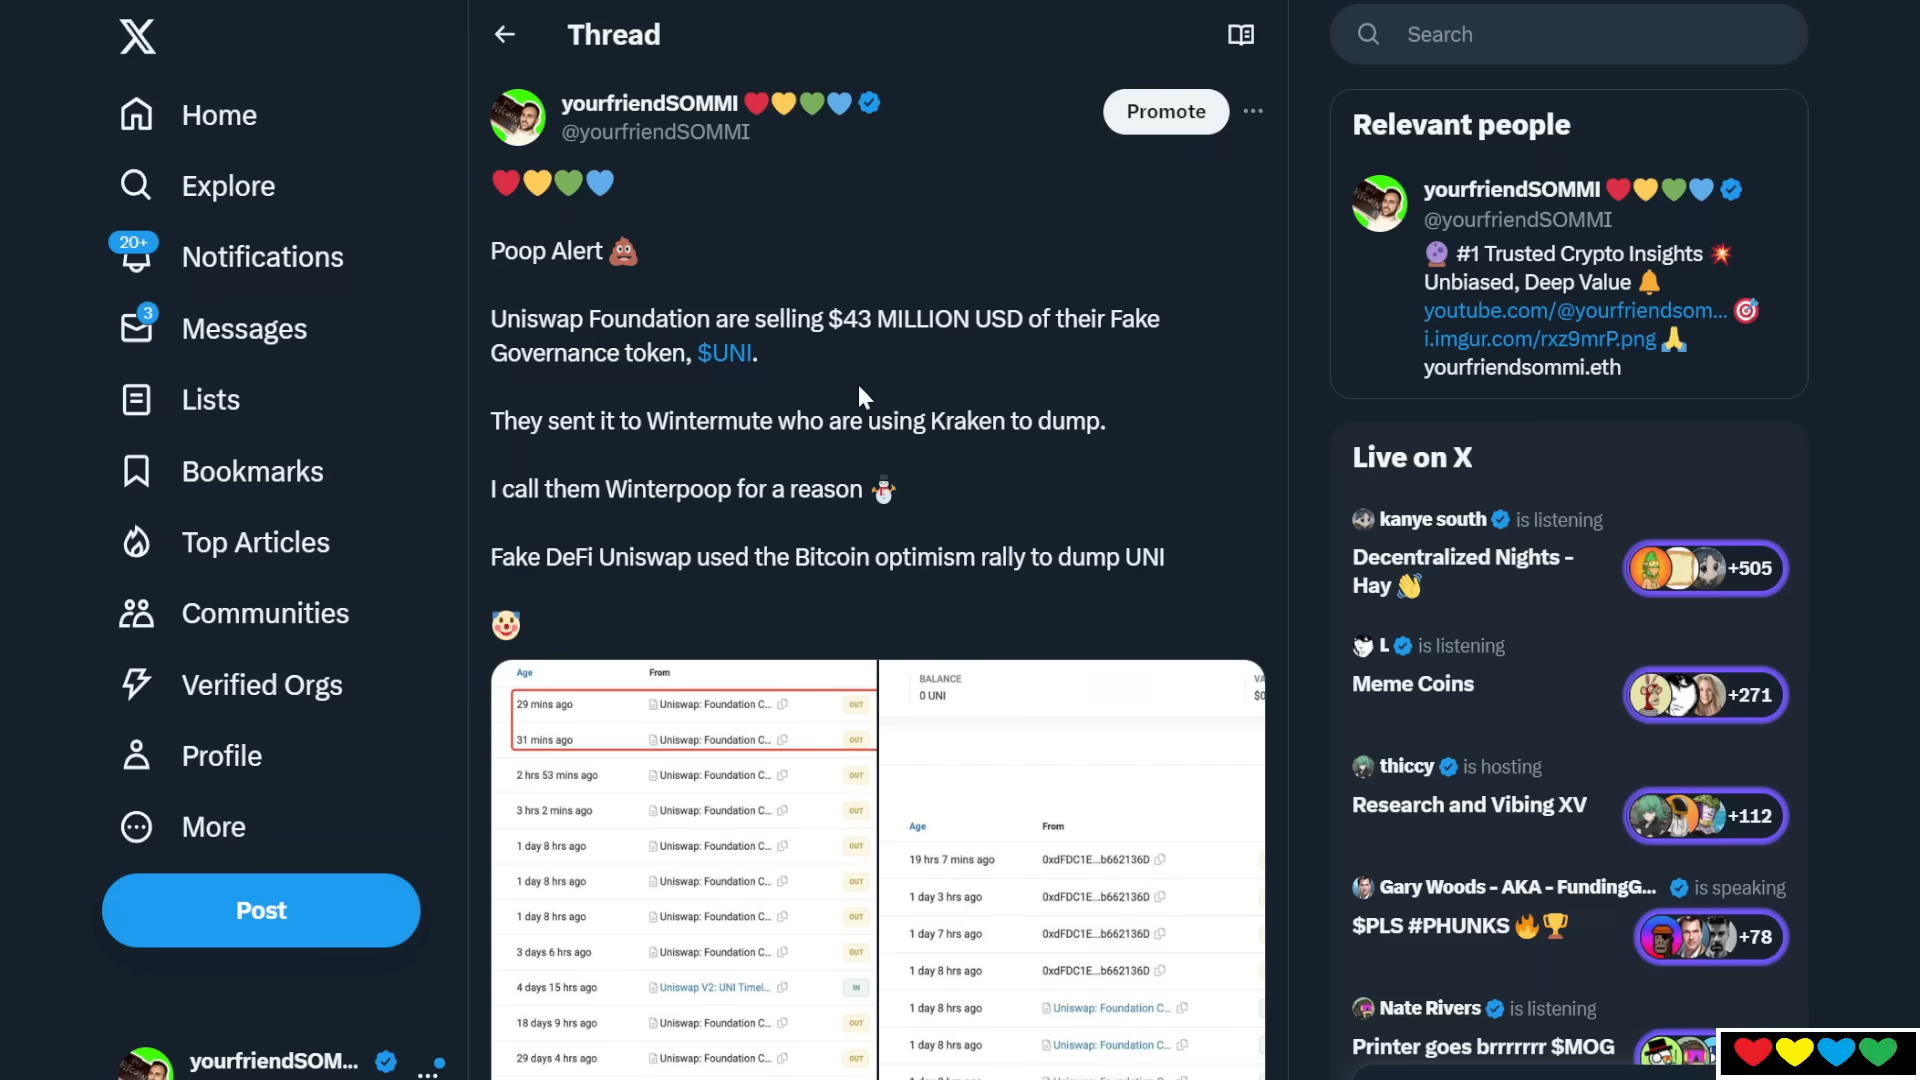 Home
Explore
20+
Notifications
3
Messages
Lists
Bookmarks
Top Articles
Communities
Verified Orgs
Profile
More
Post
yourfriendSOM...
Thread
yourfriendSOMMI ❤️💛💚💙
@yourfriendSOMMI
Promote
❤️💛💚💙
Poop Alert 💩
Uniswap Foundation are selling $43 MILLION USD of their Fake
Governance token, $UNI.
They sent it to Wintermute who are using Kraken to dump.
I call them Winterpoop for a reason ⛄
Fake DeFi Uniswap used the Bitcoin optimism rally to dump UNI
🤡
Age From
29 mins ago Uniswap: Foundation C... OUT
31 mins ago Uniswap: Foundation C... OUT
2 hrs 53 mins ago Uniswap: Foundation C... OUT
3 hrs 2 mins ago Uniswap: Foundation C... OUT
1 day 8 hrs ago Uniswap: Foundation C... OUT
1 day 8 hrs ago Uniswap: Foundation C... OUT
1 day 8 hrs ago Uniswap: Foundation C... OUT
3 days 6 hrs ago Uniswap: Foundation C... OUT
4 days 15 hrs ago Uniswap V2: UNI Timel... IN
18 days 9 hrs ago Uniswap: Foundation C... OUT
29 days 4 hrs ago Uniswap: Foundation C... OUT
BALANCE
0 UNI
Age From
19 hrs 7 mins ago 0xdFDC1E...b662136D
1 day 3 hrs ago 0xdFDC1E...b662136D
1 day 7 hrs ago 0xdFDC1E...b662136D
1 day 8 hrs ago 0xdFDC1E...b662136D
1 day 8 hrs ago Uniswap: Foundation C...
1 day 8 hrs ago Uniswap: Foundation C...
Search
Relevant people
yourfriendSOMMI ❤️💛💚💙
@yourfriendSOMMI
🔮 #1 Trusted Crypto Insights 💥
Unbiased, Deep Value 🔔
youtube.com/@yourfriendsom... 🎯
i.imgur.com/rxz9mrP.png 🙏
yourfriendsommi.eth
Live on X
kanye south is listening
Decentralized Nights -
Hay 👋
+505
L is listening
Meme Coins
+271
thiccy is hosting
Research and Vibing XV
+112
Gary Woods - AKA - FundingG... is speaking
$PLS #PHUNKS 🔥🏆
+78
Nate Rivers is listening
Printer goes brrrrrrr $MOG